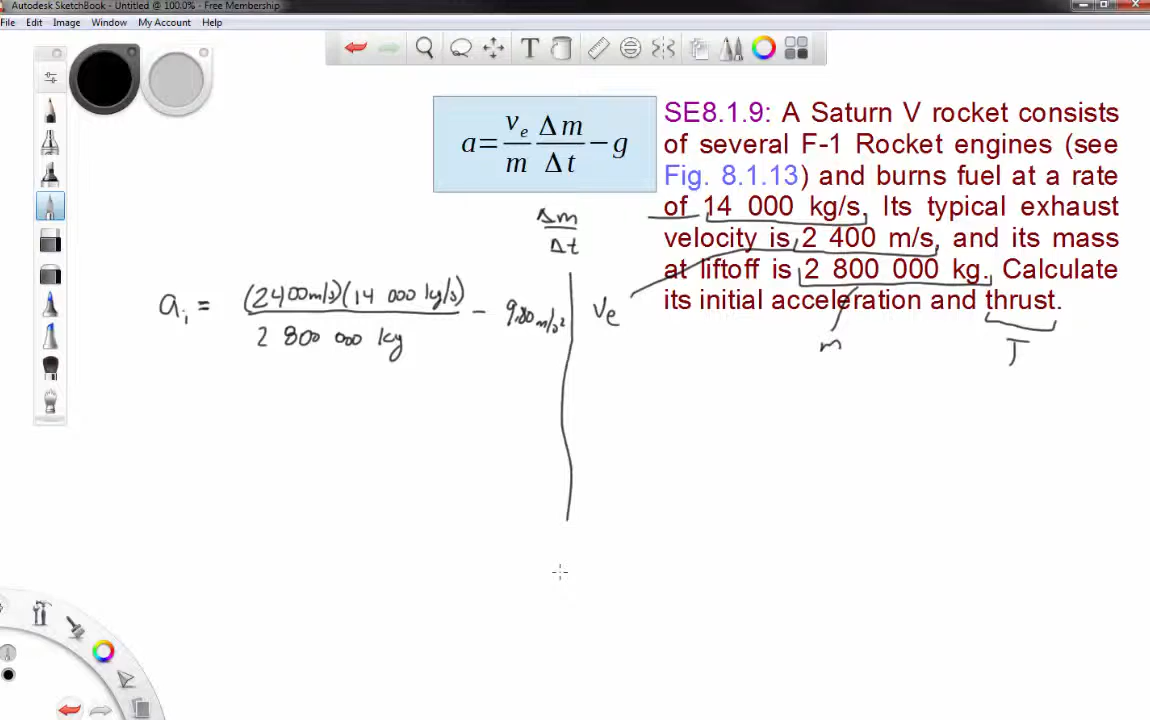 Autodesk SketchBook - Untitled @ 100.0% - Free Membership
File Edit Image Window My Account Help
a = v_e/m Δm/Δt − g
SE8.1.9: A Saturn V rocket consists
of several F-1 Rocket engines (see
Fig. 8.1.13) and burns fuel at a rate
of 14 000 kg/s. Its typical exhaust
velocity is 2 400 m/s, and its mass
at liftoff is 2 800 000 kg. Calculate
its initial acceleration and thrust.
Δm/Δt
a_i = (2400m/s)(14 000 kg/s)/2 800 000 kg − 9.80m/s²
v_e
m
T